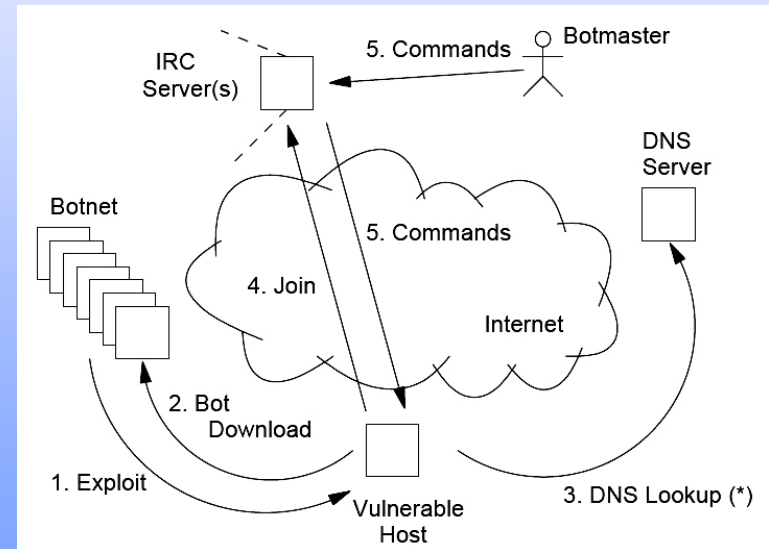 5. Commands
Botmaster
IRC
Server(s)
DNS
Server
Botnet
5. Commands
4. Join
Internet
2. Bot
Download
1. Exploit
3. DNS Lookup (*)
Vulnerable
Host